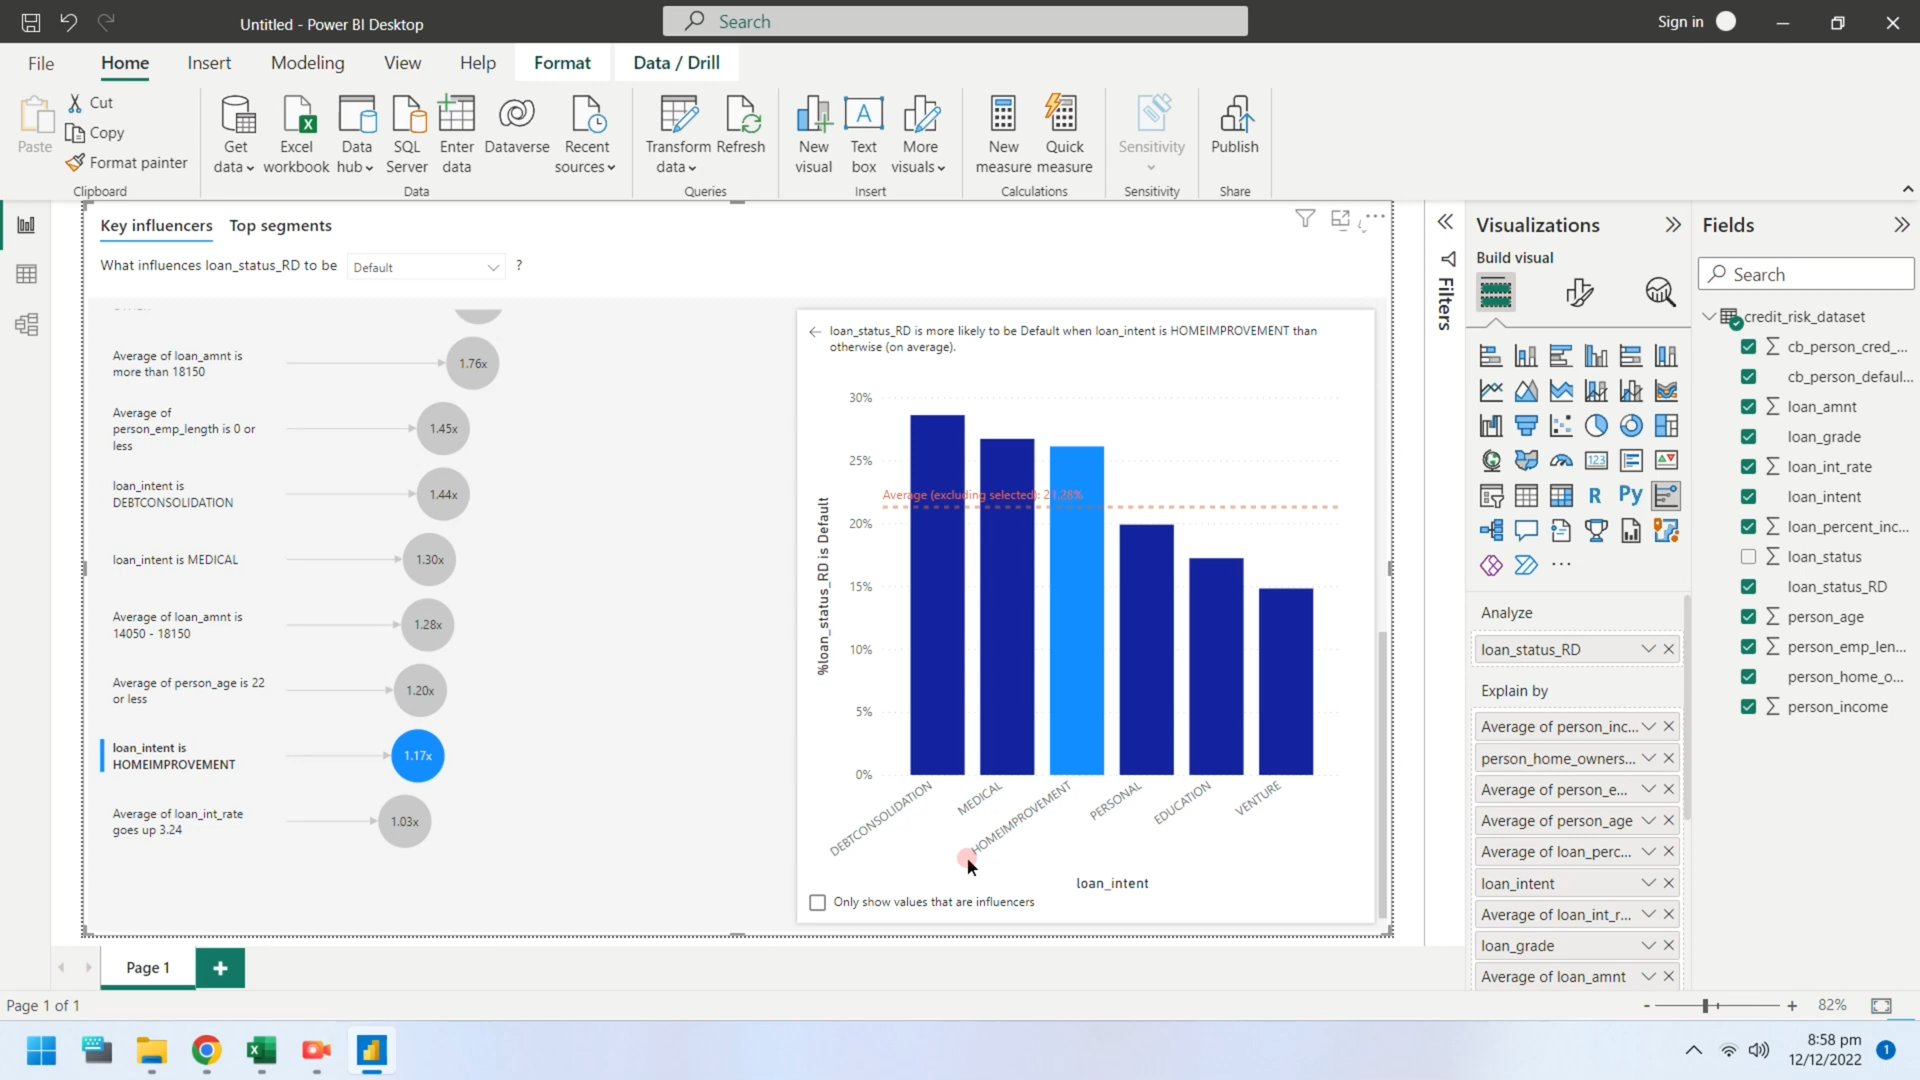 Untitled - Power BI Desktop
Search
Sign in
File
Home
Insert
Modeling
View
Help
Format
Data / Drill
Paste
Cut
Copy
Format painter
Clipboard
Get data
Excel workbook
Data hub
SQL Server
Enter data
Dataverse
Recent sources
Data
Transform data
Refresh
Queries
New visual
Text box
More visuals
Insert
New measure
Quick measure
Calculations
Sensitivity
Sensitivity
Publish
Share
Key influencers
Top segments
What influences loan_status_RD to be
Default
?
Average of loan_amnt is
more than 18150
1.76x
Average of
person_emp_length is 0 or
less
1.45x
loan_intent is
DEBTCONSOLIDATION
1.44x
loan_intent is MEDICAL
1.30x
Average of loan_amnt is
14050 - 18150
1.28x
Average of person_age is 22
or less
1.20x
loan_intent is
HOMEIMPROVEMENT
1.17x
Average of loan_int_rate
goes up 3.24
1.03x
loan_status_RD is more likely to be Default when loan_intent is HOMEIMPROVEMENT than
otherwise (on average).
%loan_status_RD is Default
30%
25%
20%
15%
10%
5%
0%
Average (excluding selected): 21.28%
DEBTCONSOLIDATION
MEDICAL
HOMEIMPROVEMENT
PERSONAL
EDUCATION
VENTURE
loan_intent
Only show values that are influencers
Filters
Visualizations
Build visual
123
R
Py
...
Analyze
loan_status_RD
Explain by
Average of person_inc...
person_home_owners...
Average of person_e...
Average of person_age
Average of loan_perc...
loan_intent
Average of loan_int_r...
loan_grade
Average of loan_amnt
Fields
Search
credit_risk_dataset
cb_person_cred_...
cb_person_defaul...
loan_amnt
loan_grade
loan_int_rate
loan_intent
loan_percent_inc...
loan_status
loan_status_RD
person_age
person_emp_len...
person_home_o...
person_income
Page 1
Page 1 of 1
82%
8:58 pm
12/12/2022
1